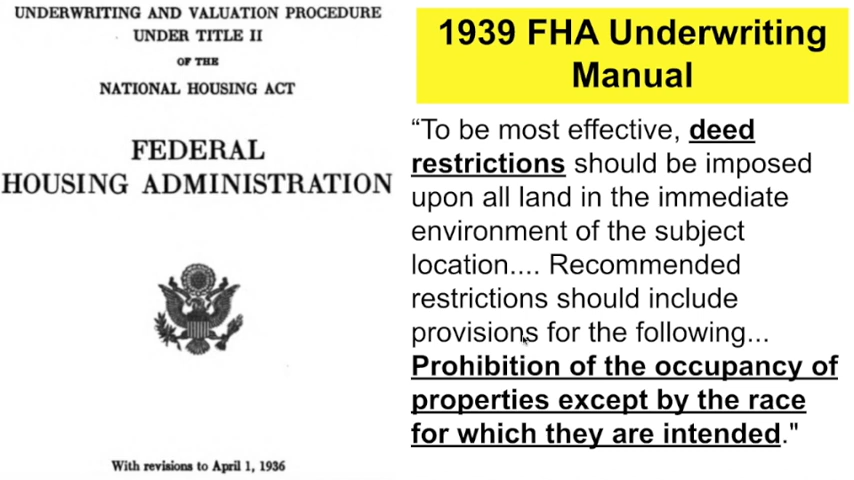 UNDERWRITING AND VALUATION PROCEDURE
UNDER TITLE II
OF THE
NATIONAL HOUSING ACT
FEDERAL
HOUSING ADMINISTRATION
With revisions to April 1, 1936
1939 FHA Underwriting
Manual
“To be most effective, deed
restrictions should be imposed
upon all land in the immediate
environment of the subject
location.... Recommended
restrictions should include
provisions for the following...
Prohibition of the occupancy of
properties except by the race
for which they are intended."